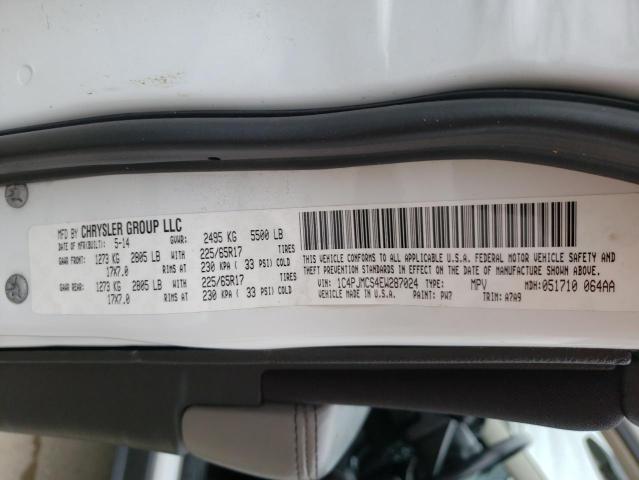 MFD BY CHRYSLER GROUP LLC
DATE OF MFR(BUILT): 5-14 GVWR: 2495 KG 5500 LB
GAWR FRONT: 1273 KG 2805 LB WITH 225/65R17 TIRES
17X7.0 RIMS AT 230 KPA ( 33 PSI) COLD
GAWR REAR: 1273 KG 2805 LB WITH 225/65R17 TIRES
17X7.0 RIMS AT 230 KPA ( 33 PSI) COLD
THIS VEHICLE CONFORMS TO ALL APPLICABLE U.S.A. FEDERAL MOTOR VEHICLE SAFETY AND
THEFT PREVENTION STANDARDS IN EFFECT ON THE DATE OF MANUFACTURE SHOWN ABOVE.
VIN: 1C4PJMCS4EW287024 TYPE: MPV MDH: 051710 064AA
VEHICLE MADE IN U.S.A. PAINT: PW7 TRIM: A7A9